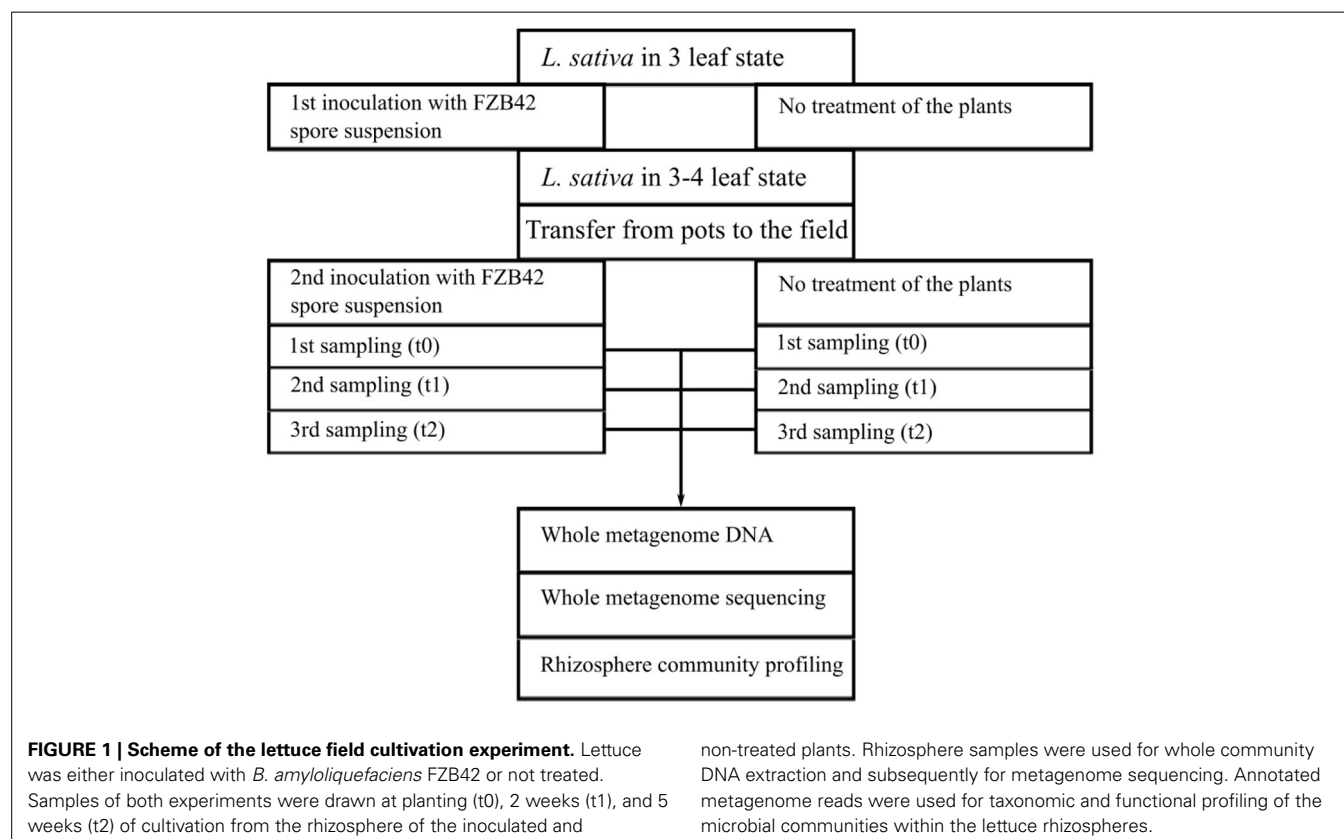 L. sativa in 3 leaf state
1st inoculation with FZB42
spore suspension
No treatment of the plants
L. sativa in 3-4 leaf state
Transfer from pots to the field
2nd inoculation with FZB42
spore suspension
No treatment of the plants
1st sampling (t0)
1st sampling (t0)
2nd sampling (t1)
2nd sampling (t1)
3rd sampling (t2)
3rd sampling (t2)
Whole metagenome DNA
Whole metagenome sequencing
Rhizosphere community profiling
FIGURE 1 | Scheme of the lettuce field cultivation experiment. Lettuce
was either inoculated with B. amyloliquefaciens FZB42 or not treated.
Samples of both experiments were drawn at planting (t0), 2 weeks (t1), and 5
weeks (t2) of cultivation from the rhizosphere of the inoculated and
non-treated plants. Rhizosphere samples were used for whole community
DNA extraction and subsequently for metagenome sequencing. Annotated
metagenome reads were used for taxonomic and functional profiling of the
microbial communities within the lettuce rhizospheres.